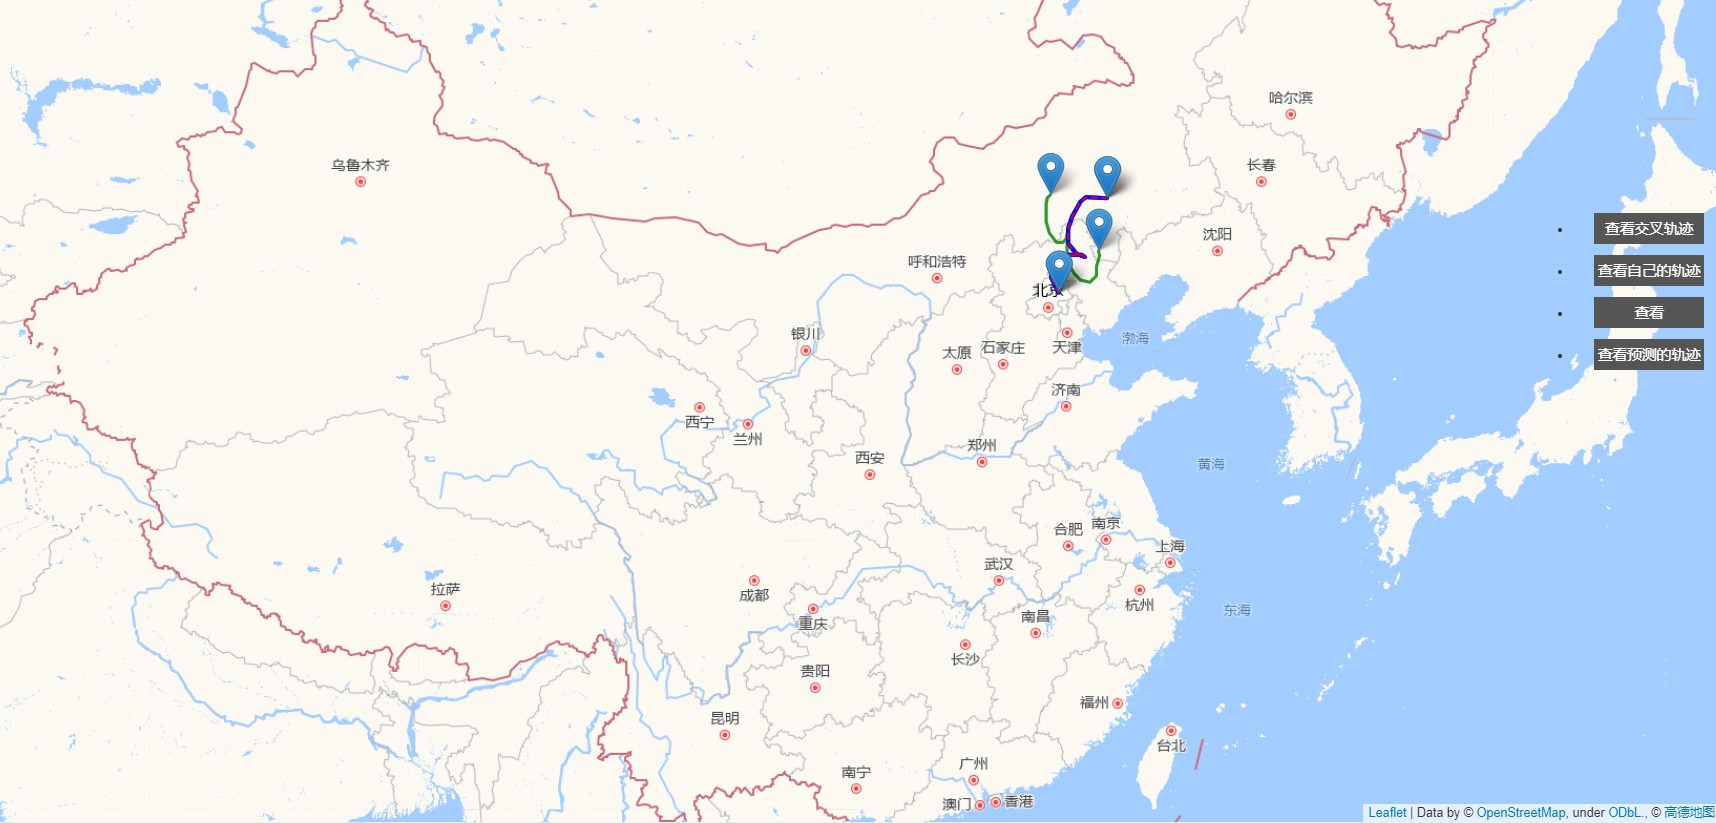 哈尔滨
乌鲁木齐
长春
查看交叉轨迹
沈阳
呼和浩特
查看自己的轨迹
北京
查看
银川
渤海
太原
石家庄
天津
查看预测的轨迹
济南
西宁
兰州
郑州
西安
黄海
合肥
南京
上海
武汉
拉萨
成都
杭州
东海
重庆
南昌
长沙
贵阳
福州
昆明
台北
广州
南宁
澳门
香港
Leaflet | Data by © OpenStreetMap, under ODbL., © 高德地图